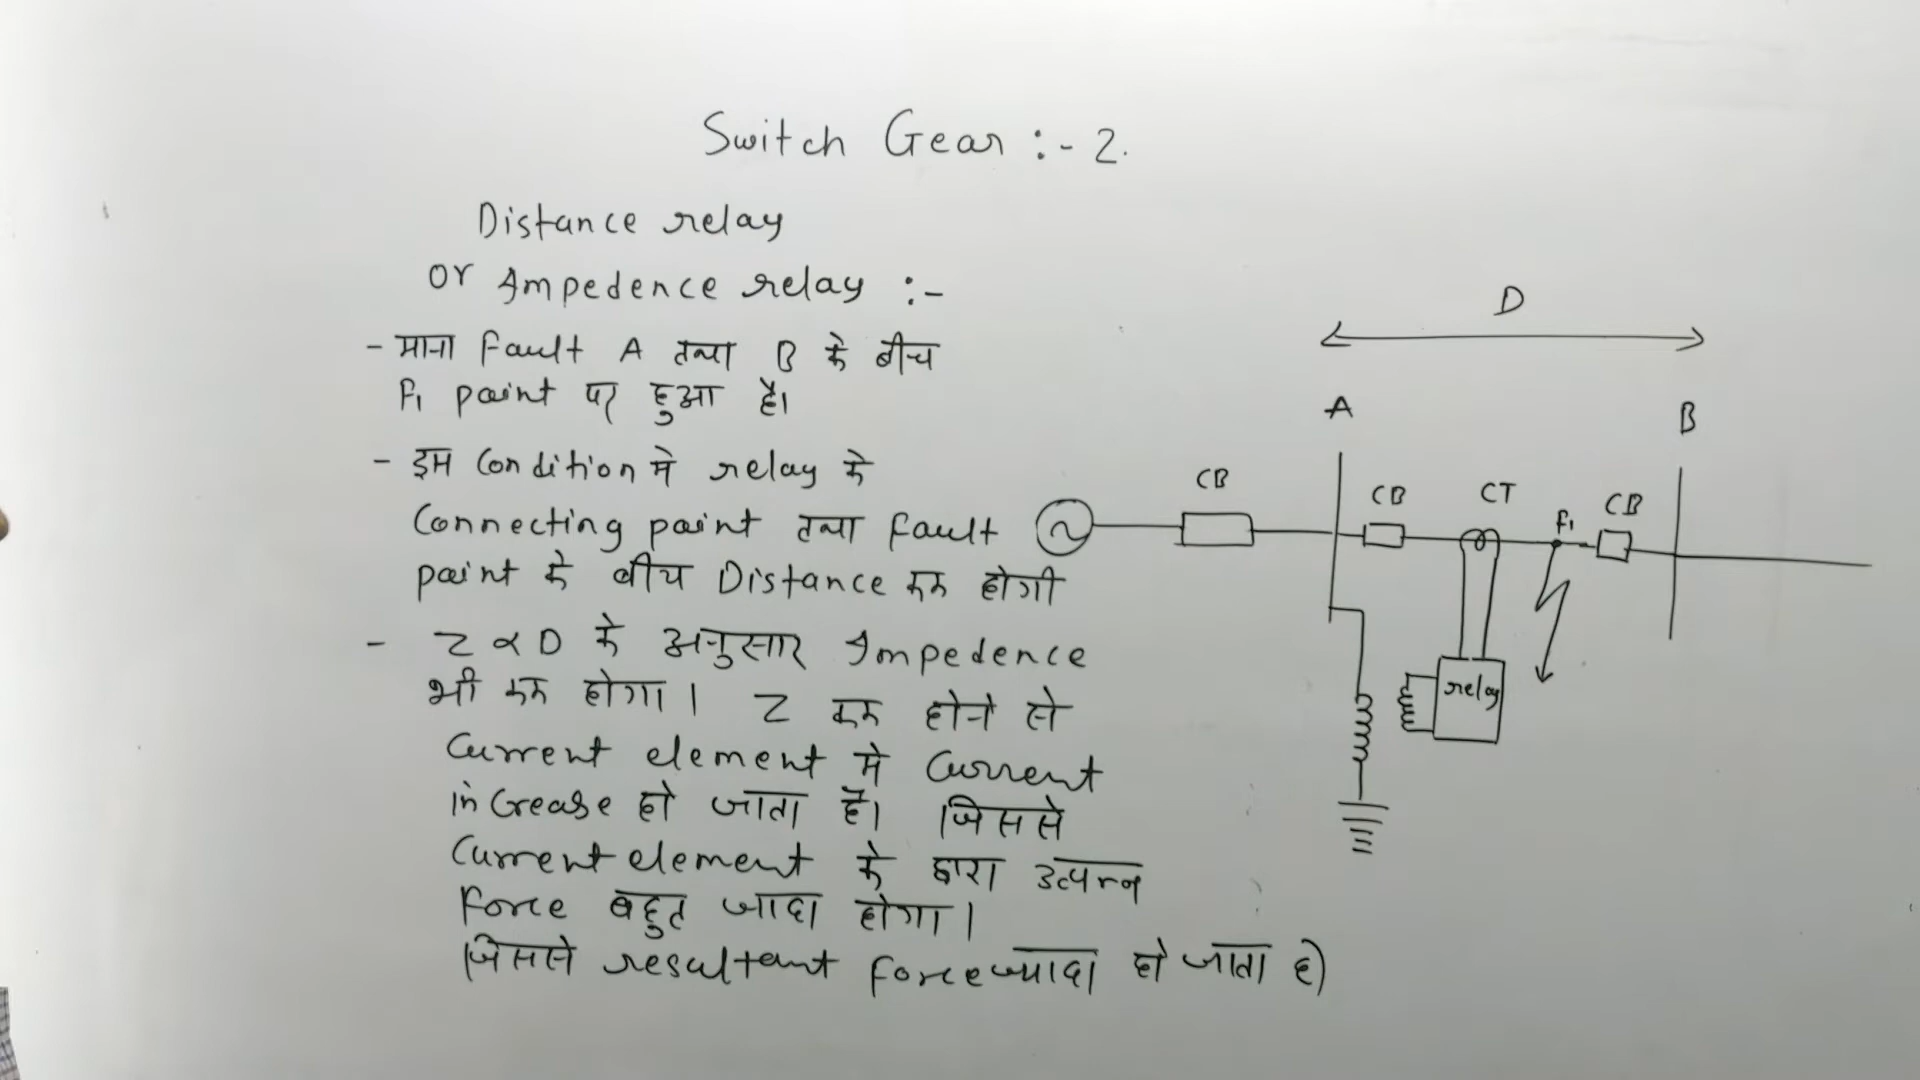 Switch Gear :- 2.
Distance relay
or Impedence relay :-
- माना fault A तथा B के बीच
F₁ point पर हुआ है।
- इस Condition मे relay के
Connecting point तथा fault
point के बीच Distance कम होगी
- Z ∝ D के अनुसार Impedence
भी कम होगा। Z कम होने से
Current element मे Current
increase हो जाता है। जिससे
Current element के द्वारा उत्पन्न
Force बहुत जादा होगा।
जिससे resultant force ज्यादा हो जाता है
D
A
B
CB
CB
CT
F₁
CB
relay